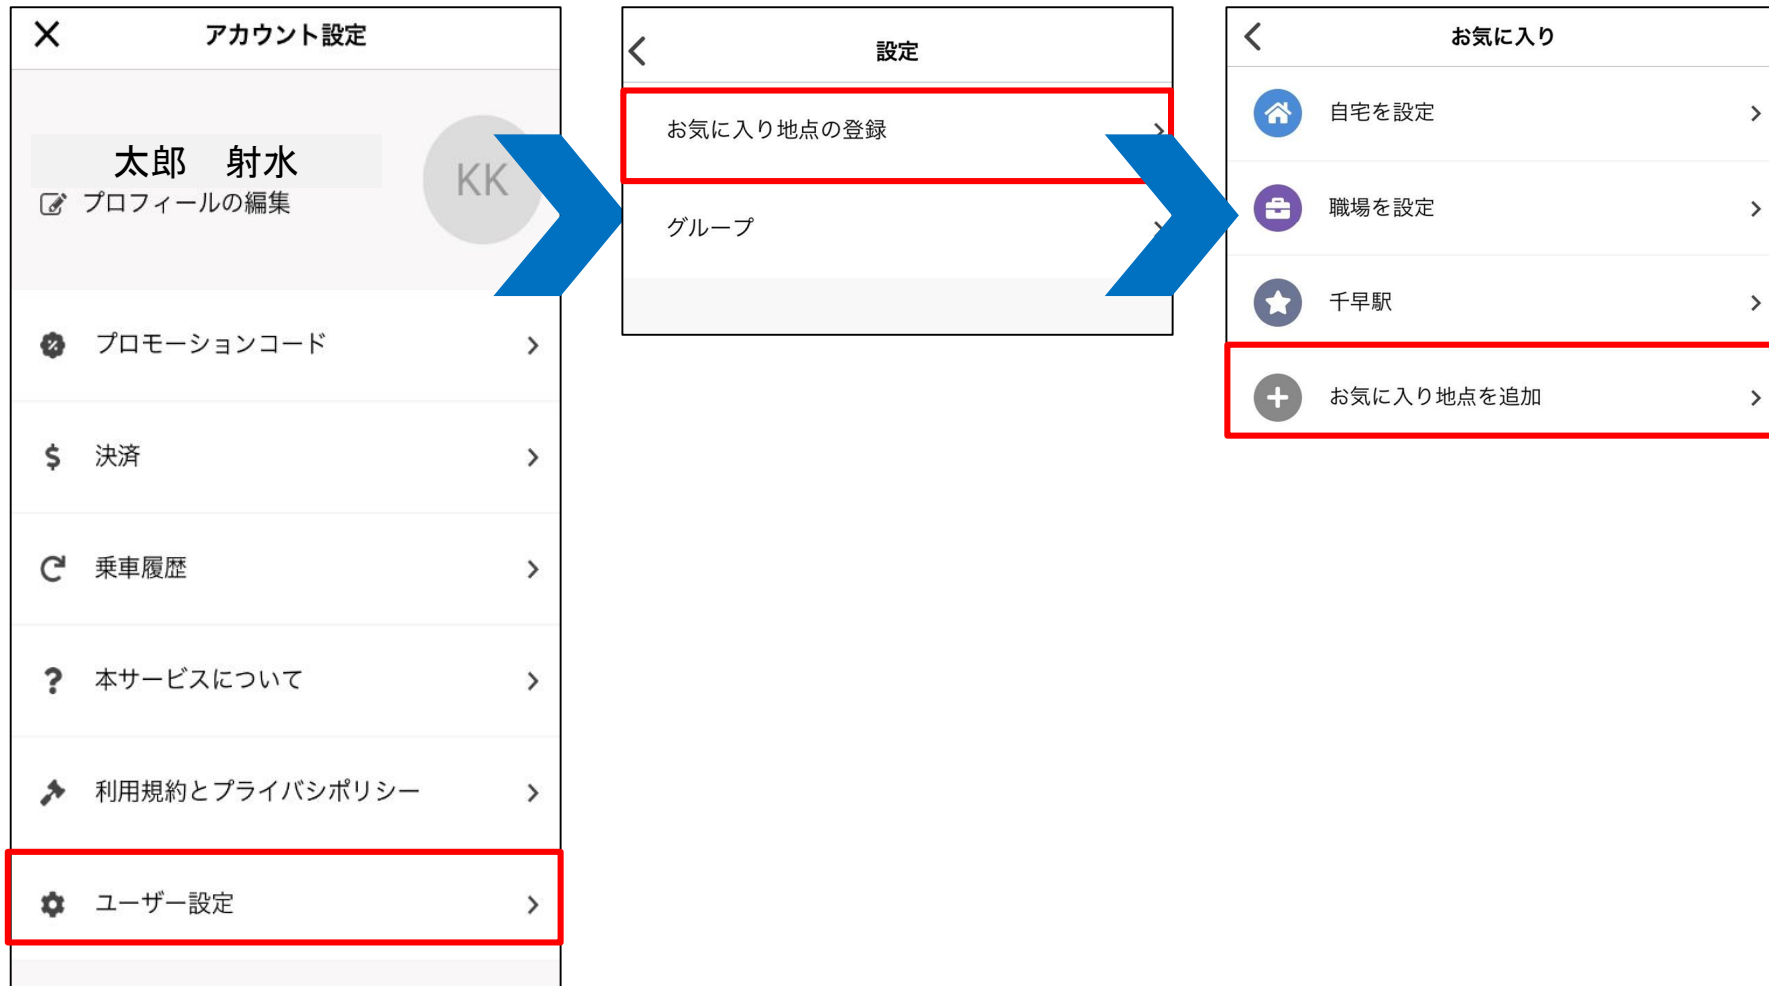 アカウント設定
太郎　射水
プロフィールの編集
KK
プロモーションコード
決済
乗車履歴
本サービスについて
利用規約とプライバシポリシー
ユーザー設定
設定
お気に入り地点の登録
グループ
お気に入り
自宅を設定
職場を設定
千早駅
お気に入り地点を追加